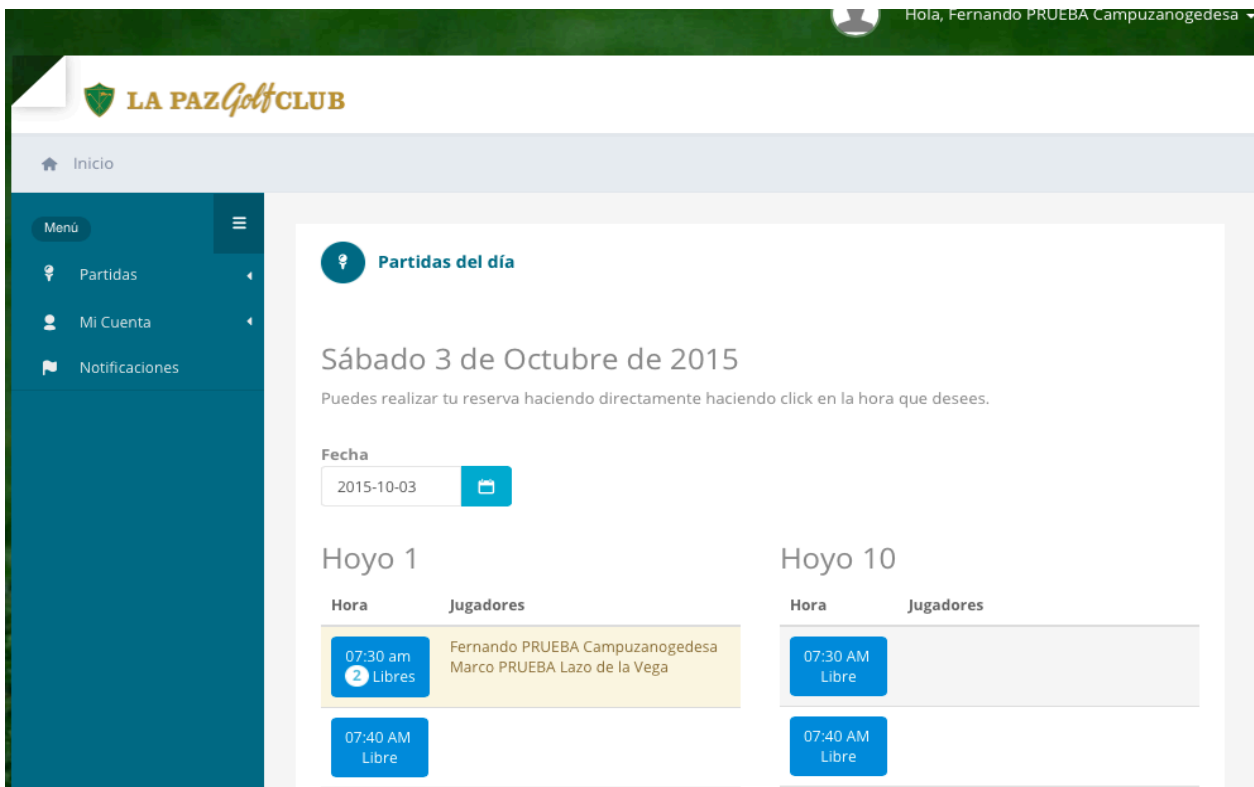 Hola, Fernando PRUEBA Campuzanogedesa
LA PAZ Golf CLUB
Inicio
Menú
Partidas
Mi Cuenta
Notificaciones
Partidas del día
Sábado 3 de Octubre de 2015
Puedes realizar tu reserva haciendo directamente haciendo click en la hora que desees.
Fecha
2015-10-03
Hoyo 1
Hora Jugadores
07:30 am
2 Libres
Fernando PRUEBA Campuzanogedesa
Marco PRUEBA Lazo de la Vega
07:40 AM
Libre
Hoyo 10
Hora Jugadores
07:30 AM
Libre
07:40 AM
Libre